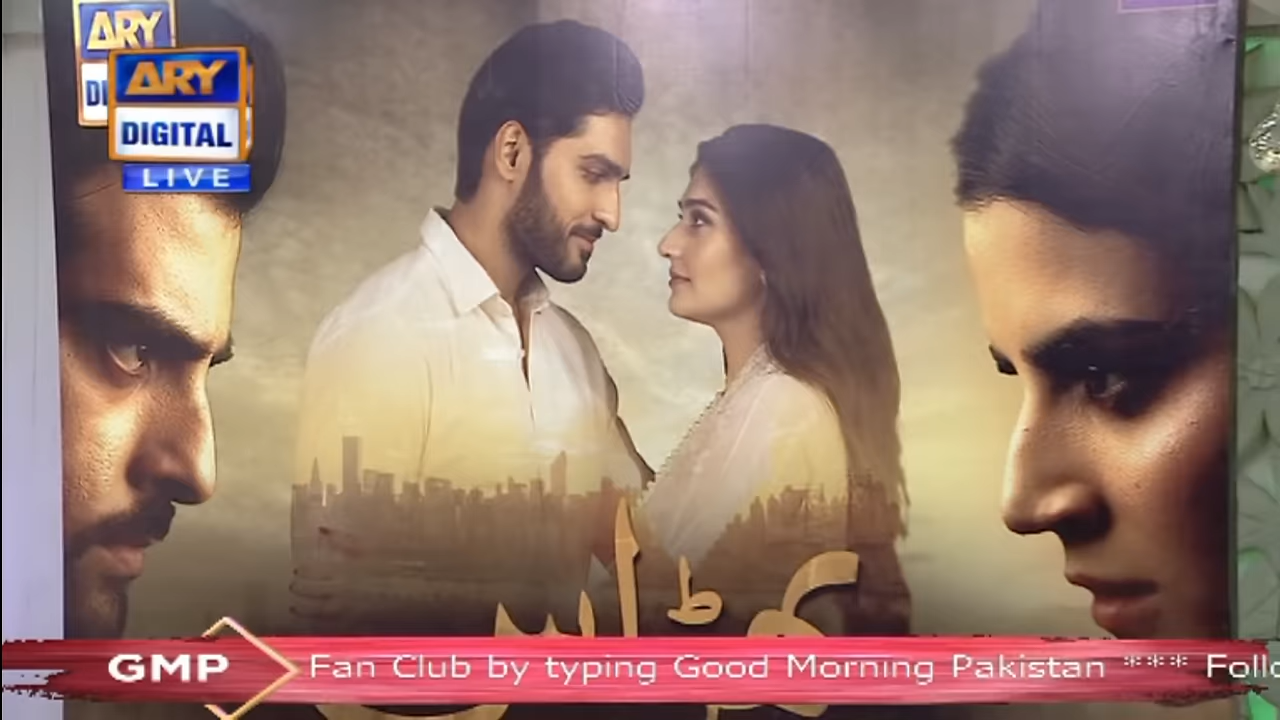 ARY
ARY
DIGITAL
LIVE
GMP Fan Club by typing Good Morning Pakistan ***